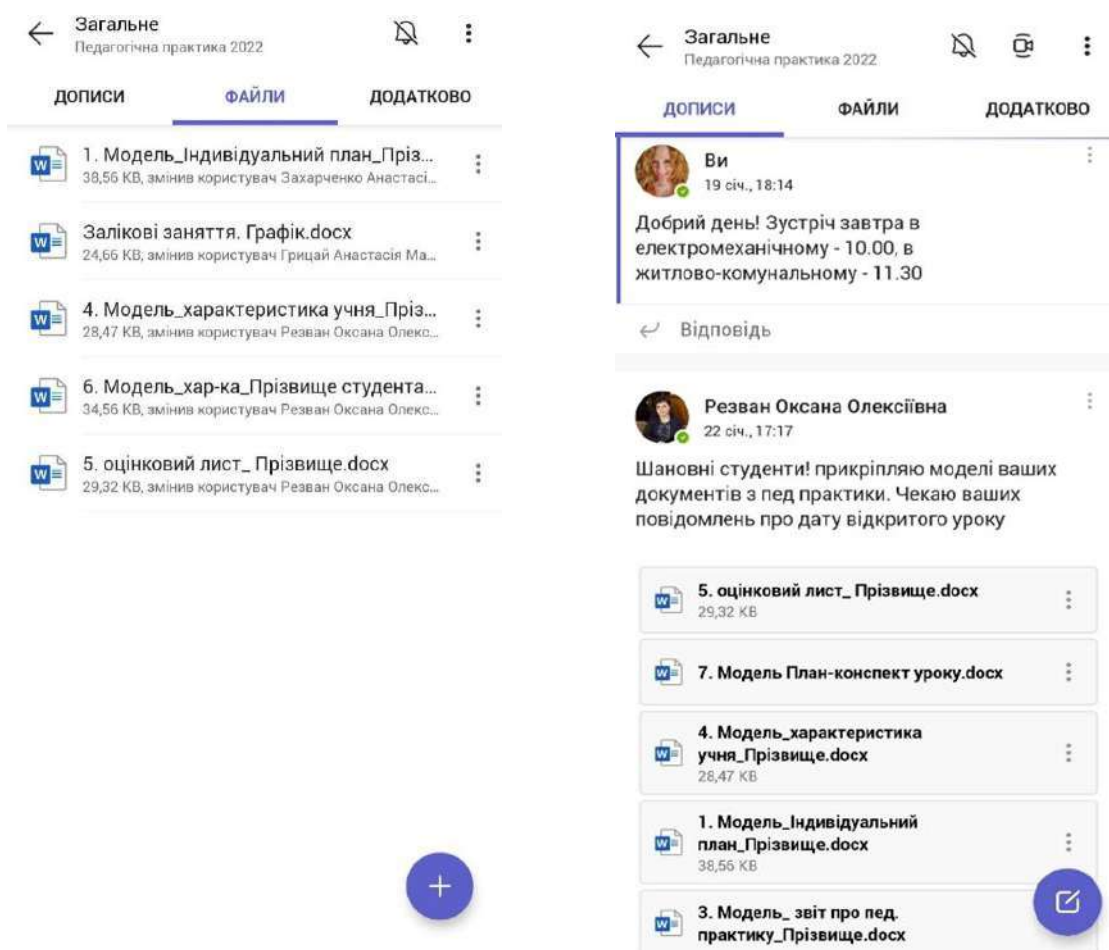 Загальне
Педагогічна практика 2022
ДОПИСИ ФАЙЛИ ДОДАТКОВО
1. Модель_Індивідуальний план_Пріз...
38,56 KB, змінив користувач Захарченко Анастасі...
Залікові заняття. Графік.docx
24,66 KB, змінив користувач Грицай Анастасія Ма...
4. Модель_характеристика учня_Пріз...
28,47 KB, змінив користувач Резван Оксана Олекс...
6. Модель_хар-ка_Прізвище студента...
34,56 KB, змінив користувач Резван Оксана Олекс...
5. оцінковий лист_ Прізвище.docx
29,32 KB, змінив користувач Резван Оксана Олекс...
Загальне
Педагогічна практика 2022
ДОПИСИ ФАЙЛИ ДОДАТКОВО
Ви
19 січ., 18:14
Добрий день! Зустріч завтра в
електромеханічному - 10.00, в
житлово-комунальному - 11.30
Відповідь
Резван Оксана Олексіївна
22 січ., 17:17
Шановні студенти! прикріпляю моделі ваших
документів з пед практики. Чекаю ваших
повідомлень про дату відкритого уроку
5. оцінковий лист_ Прізвище.docx
29,32 KB
7. Модель План-конспект уроку.docx
4. Модель_характеристика
учня_Прізвище.docx
28,47 KB
1. Модель_Індивідуальний
план_Прізвище.docx
38,56 KB
3. Модель_ звіт про пед.
практику_Прізвище.docx